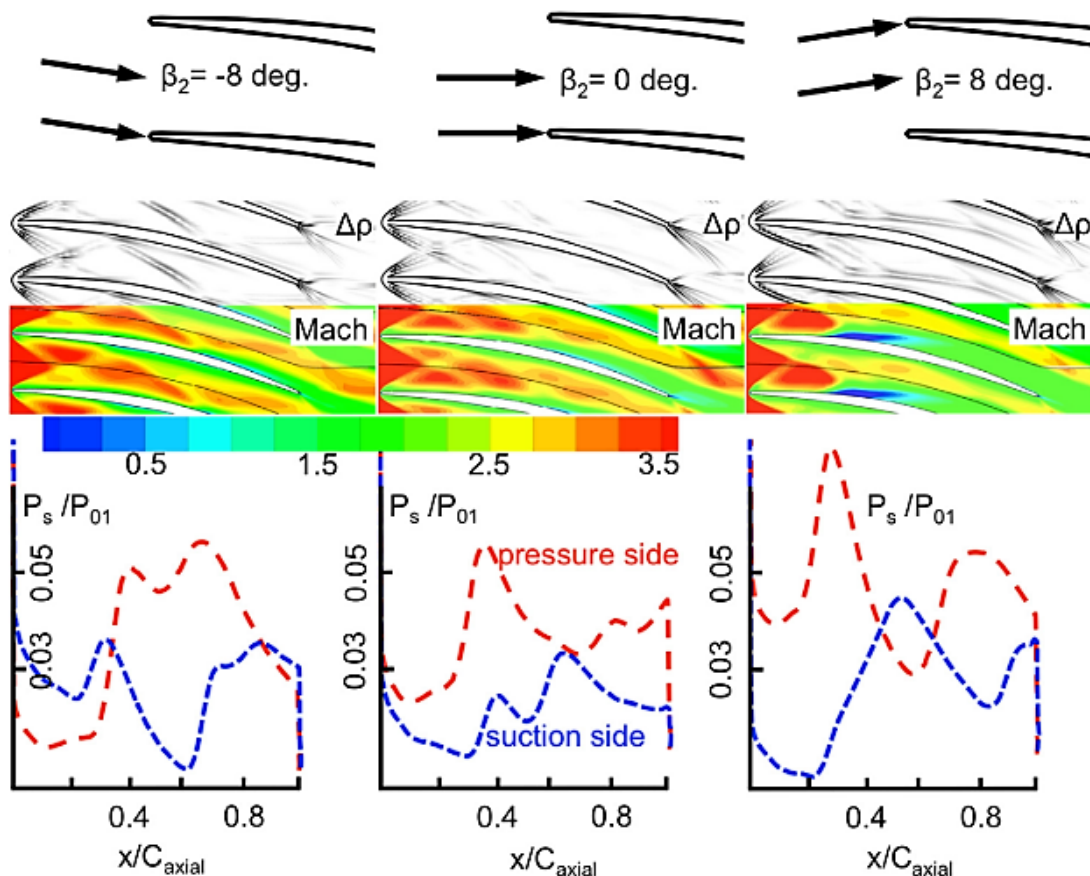 β₂= -8 deg.
β₂= 0 deg.
β₂= 8 deg.
Δρ
Δρ
Δρ
Mach
Mach
Mach
0.5
1.5
2.5
3.5
Pₛ /P₀₁
0.05
0.03
0.4
0.8
x/C_axial
Pₛ /P₀₁
0.05
0.03
pressure side
suction side
0.4
0.8
x/C_axial
Pₛ /P₀₁
0.05
0.03
0.4
0.8
x/C_axial